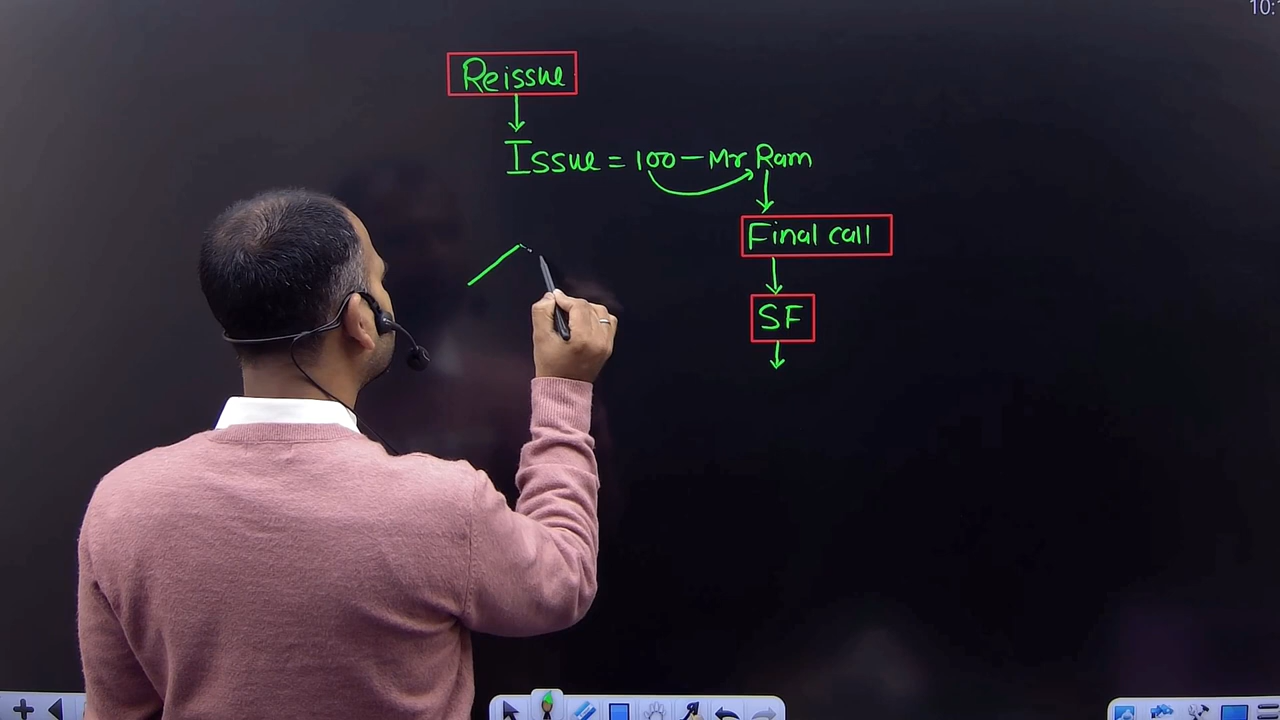 Reissue
Issue = 100 - Mr. Ram
Final call
SF